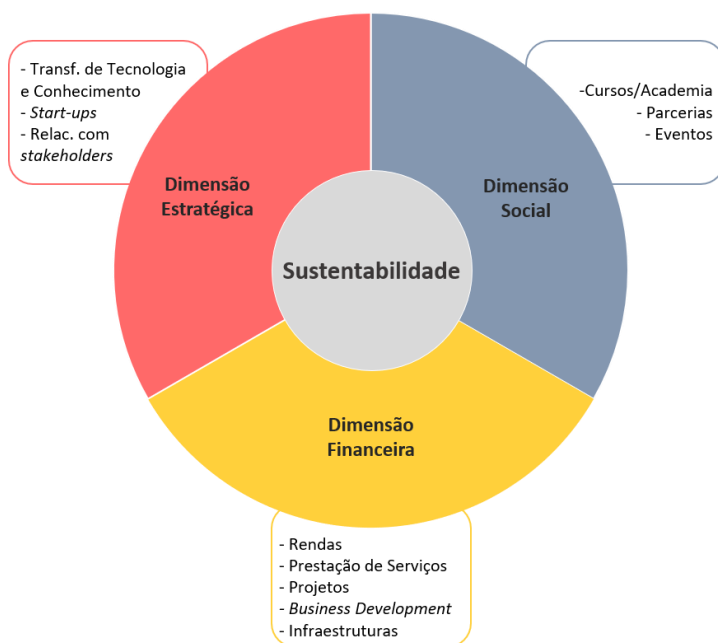 - Transf. de Tecnologia
e Conhecimento
- Start-ups
- Relac. com
stakeholders
-Cursos/Academia
- Parcerias
- Eventos
Dimensão
Estratégica
Dimensão
Social
Sustentabilidade
Dimensão
Financeira
- Rendas
- Prestação de Serviços
- Projetos
- Business Development
- Infraestruturas